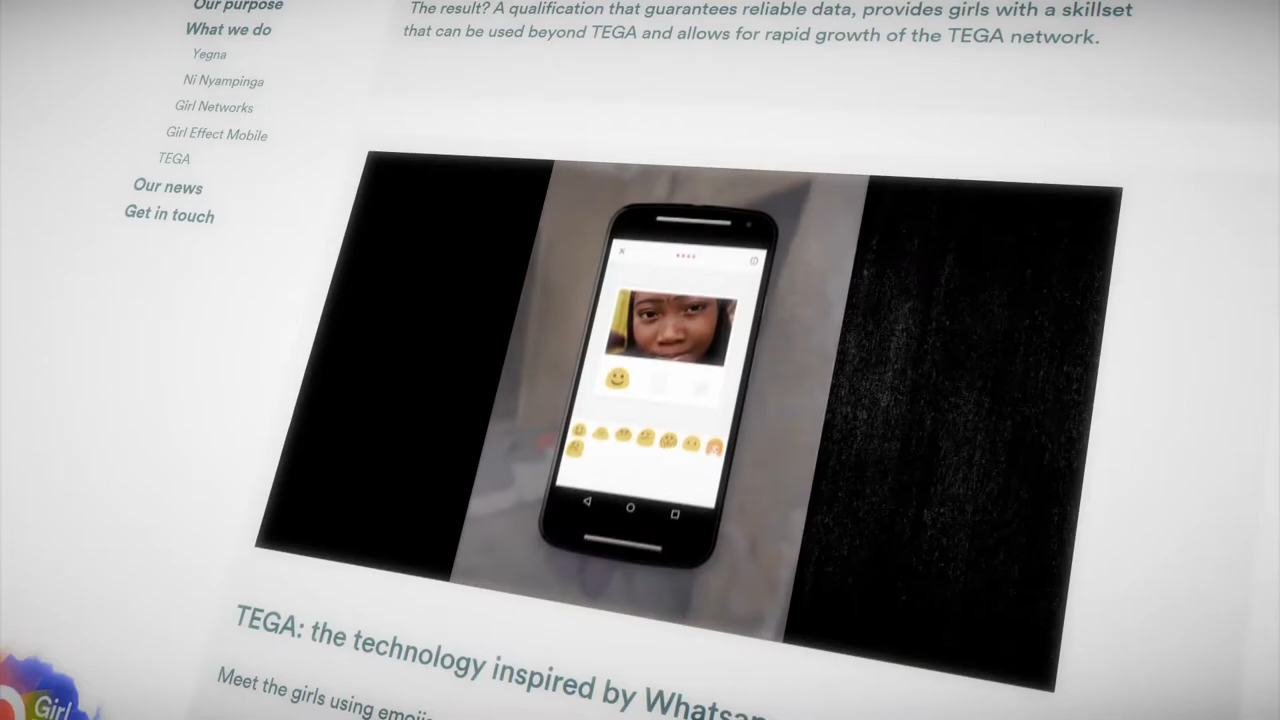 Our purpose
What we do
Yegna
Ni Nyampinga
Girl Networks
Girl Effect Mobile
TEGA
Our news
Get in touch
The result? A qualification that guarantees reliable data, provides girls with a skillset
that can be used beyond TEGA and allows for rapid growth of the TEGA network.
TEGA: the technology inspired by
Meet the girls using
Girl